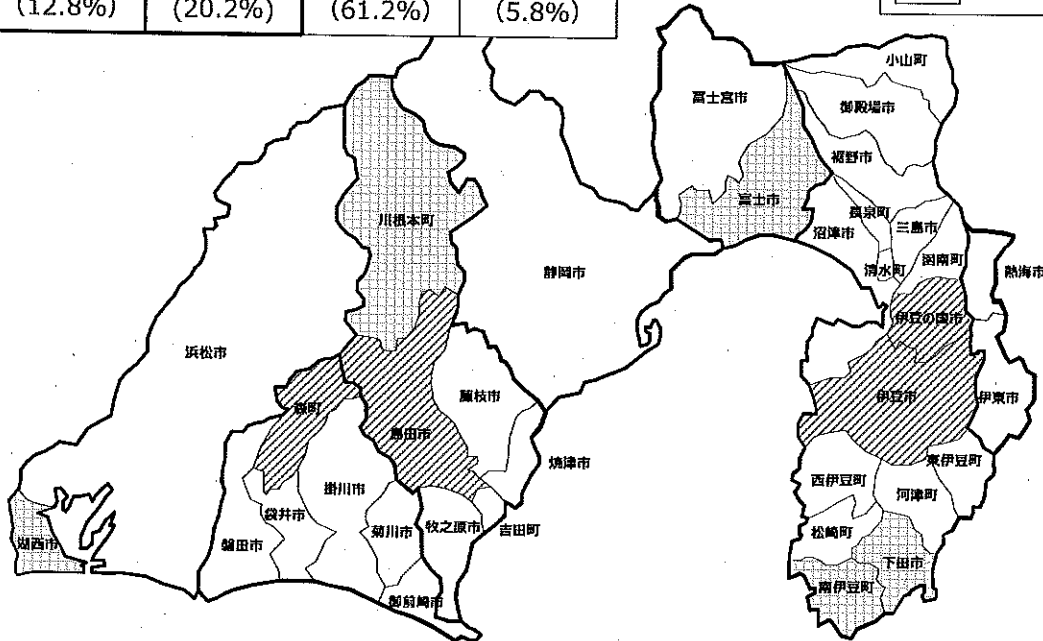 (12.8%) (20.2%) (61.2%) (5.8%)
小山町
富士宮市
御殿場市
裾野市
富士市
長泉町
川根本町
沼津市
三島市
函南町
清水町
静岡市
熱海市
伊豆の国市
浜松市
藤枝市
伊豆市
伊東市
森町
島田市
焼津市
東伊豆町
西伊豆町
河津町
掛川市
袋井市
菊川市
牧之原市
吉田町
松崎町
湖西市
磐田市
下田市
南伊豆町
御前崎市